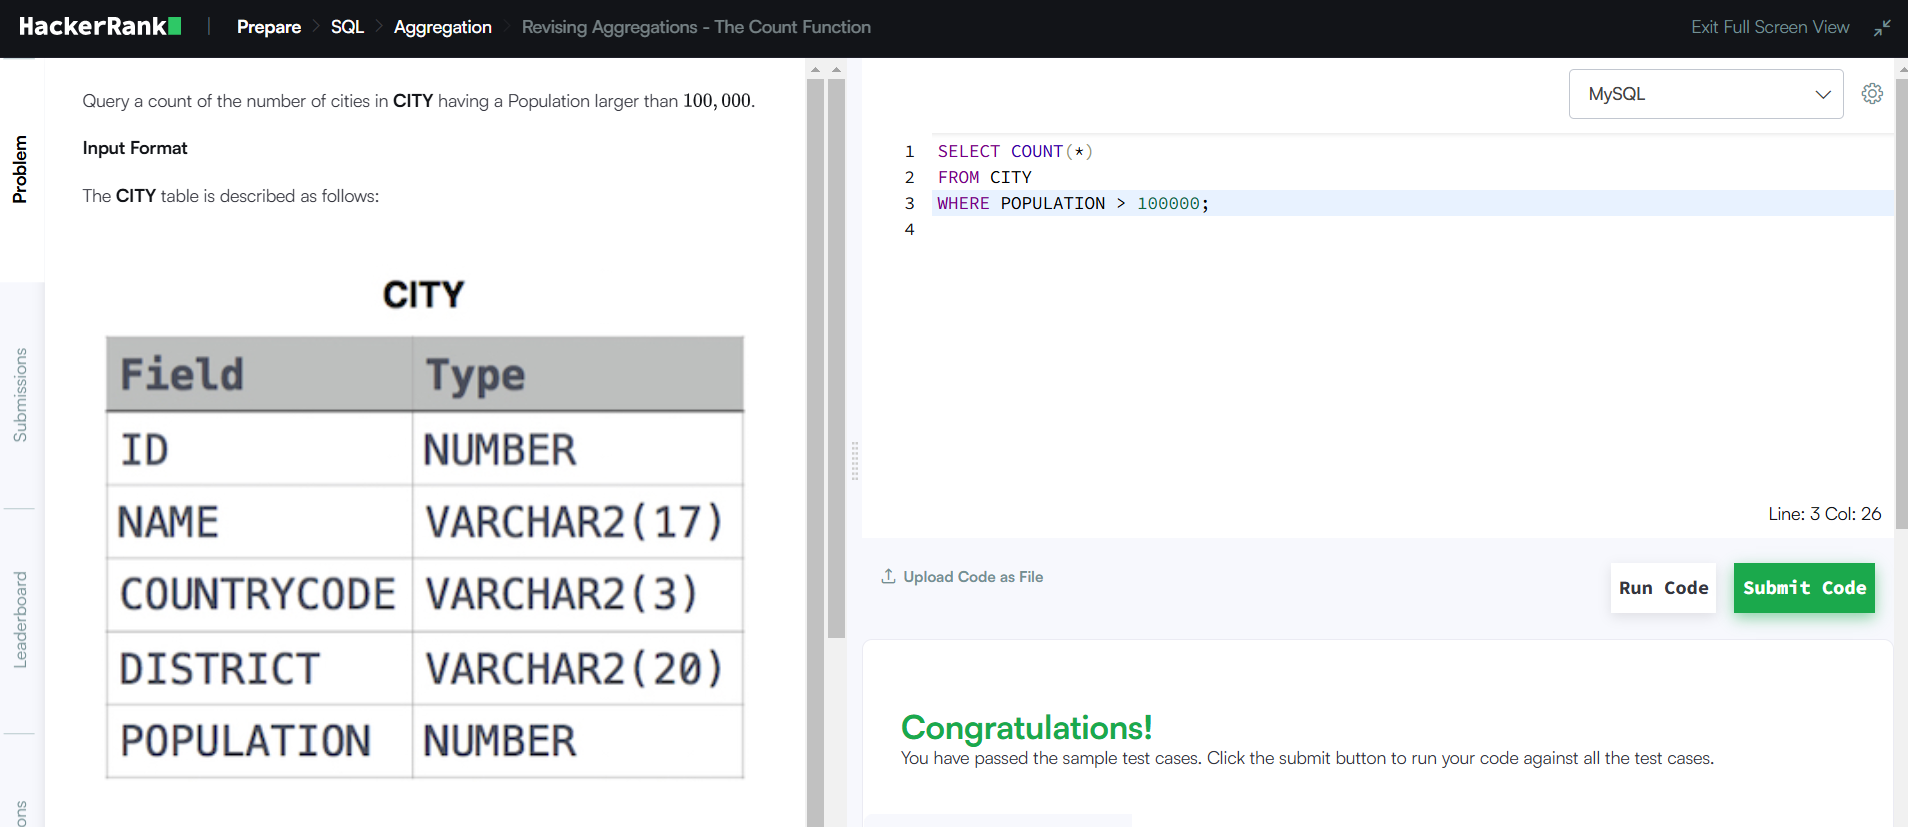 HackerRank
Prepare > SQL > Aggregation > Revising Aggregations - The Count Function
Exit Full Screen View
Problem
Submissions
Leaderboard
ons
Query a count of the number of cities in CITY having a Population larger than 100,000.
Input Format
The CITY table is described as follows:
CITY
Field Type
ID NUMBER
NAME VARCHAR2(17)
COUNTRYCODE VARCHAR2(3)
DISTRICT VARCHAR2(20)
POPULATION NUMBER
MySQL
1 SELECT COUNT(*)
2 FROM CITY
3 WHERE POPULATION > 100000;
4
Line: 3 Col: 26
Upload Code as File
Run Code
Submit Code
Congratulations!
You have passed the sample test cases. Click the submit button to run your code against all the test cases.